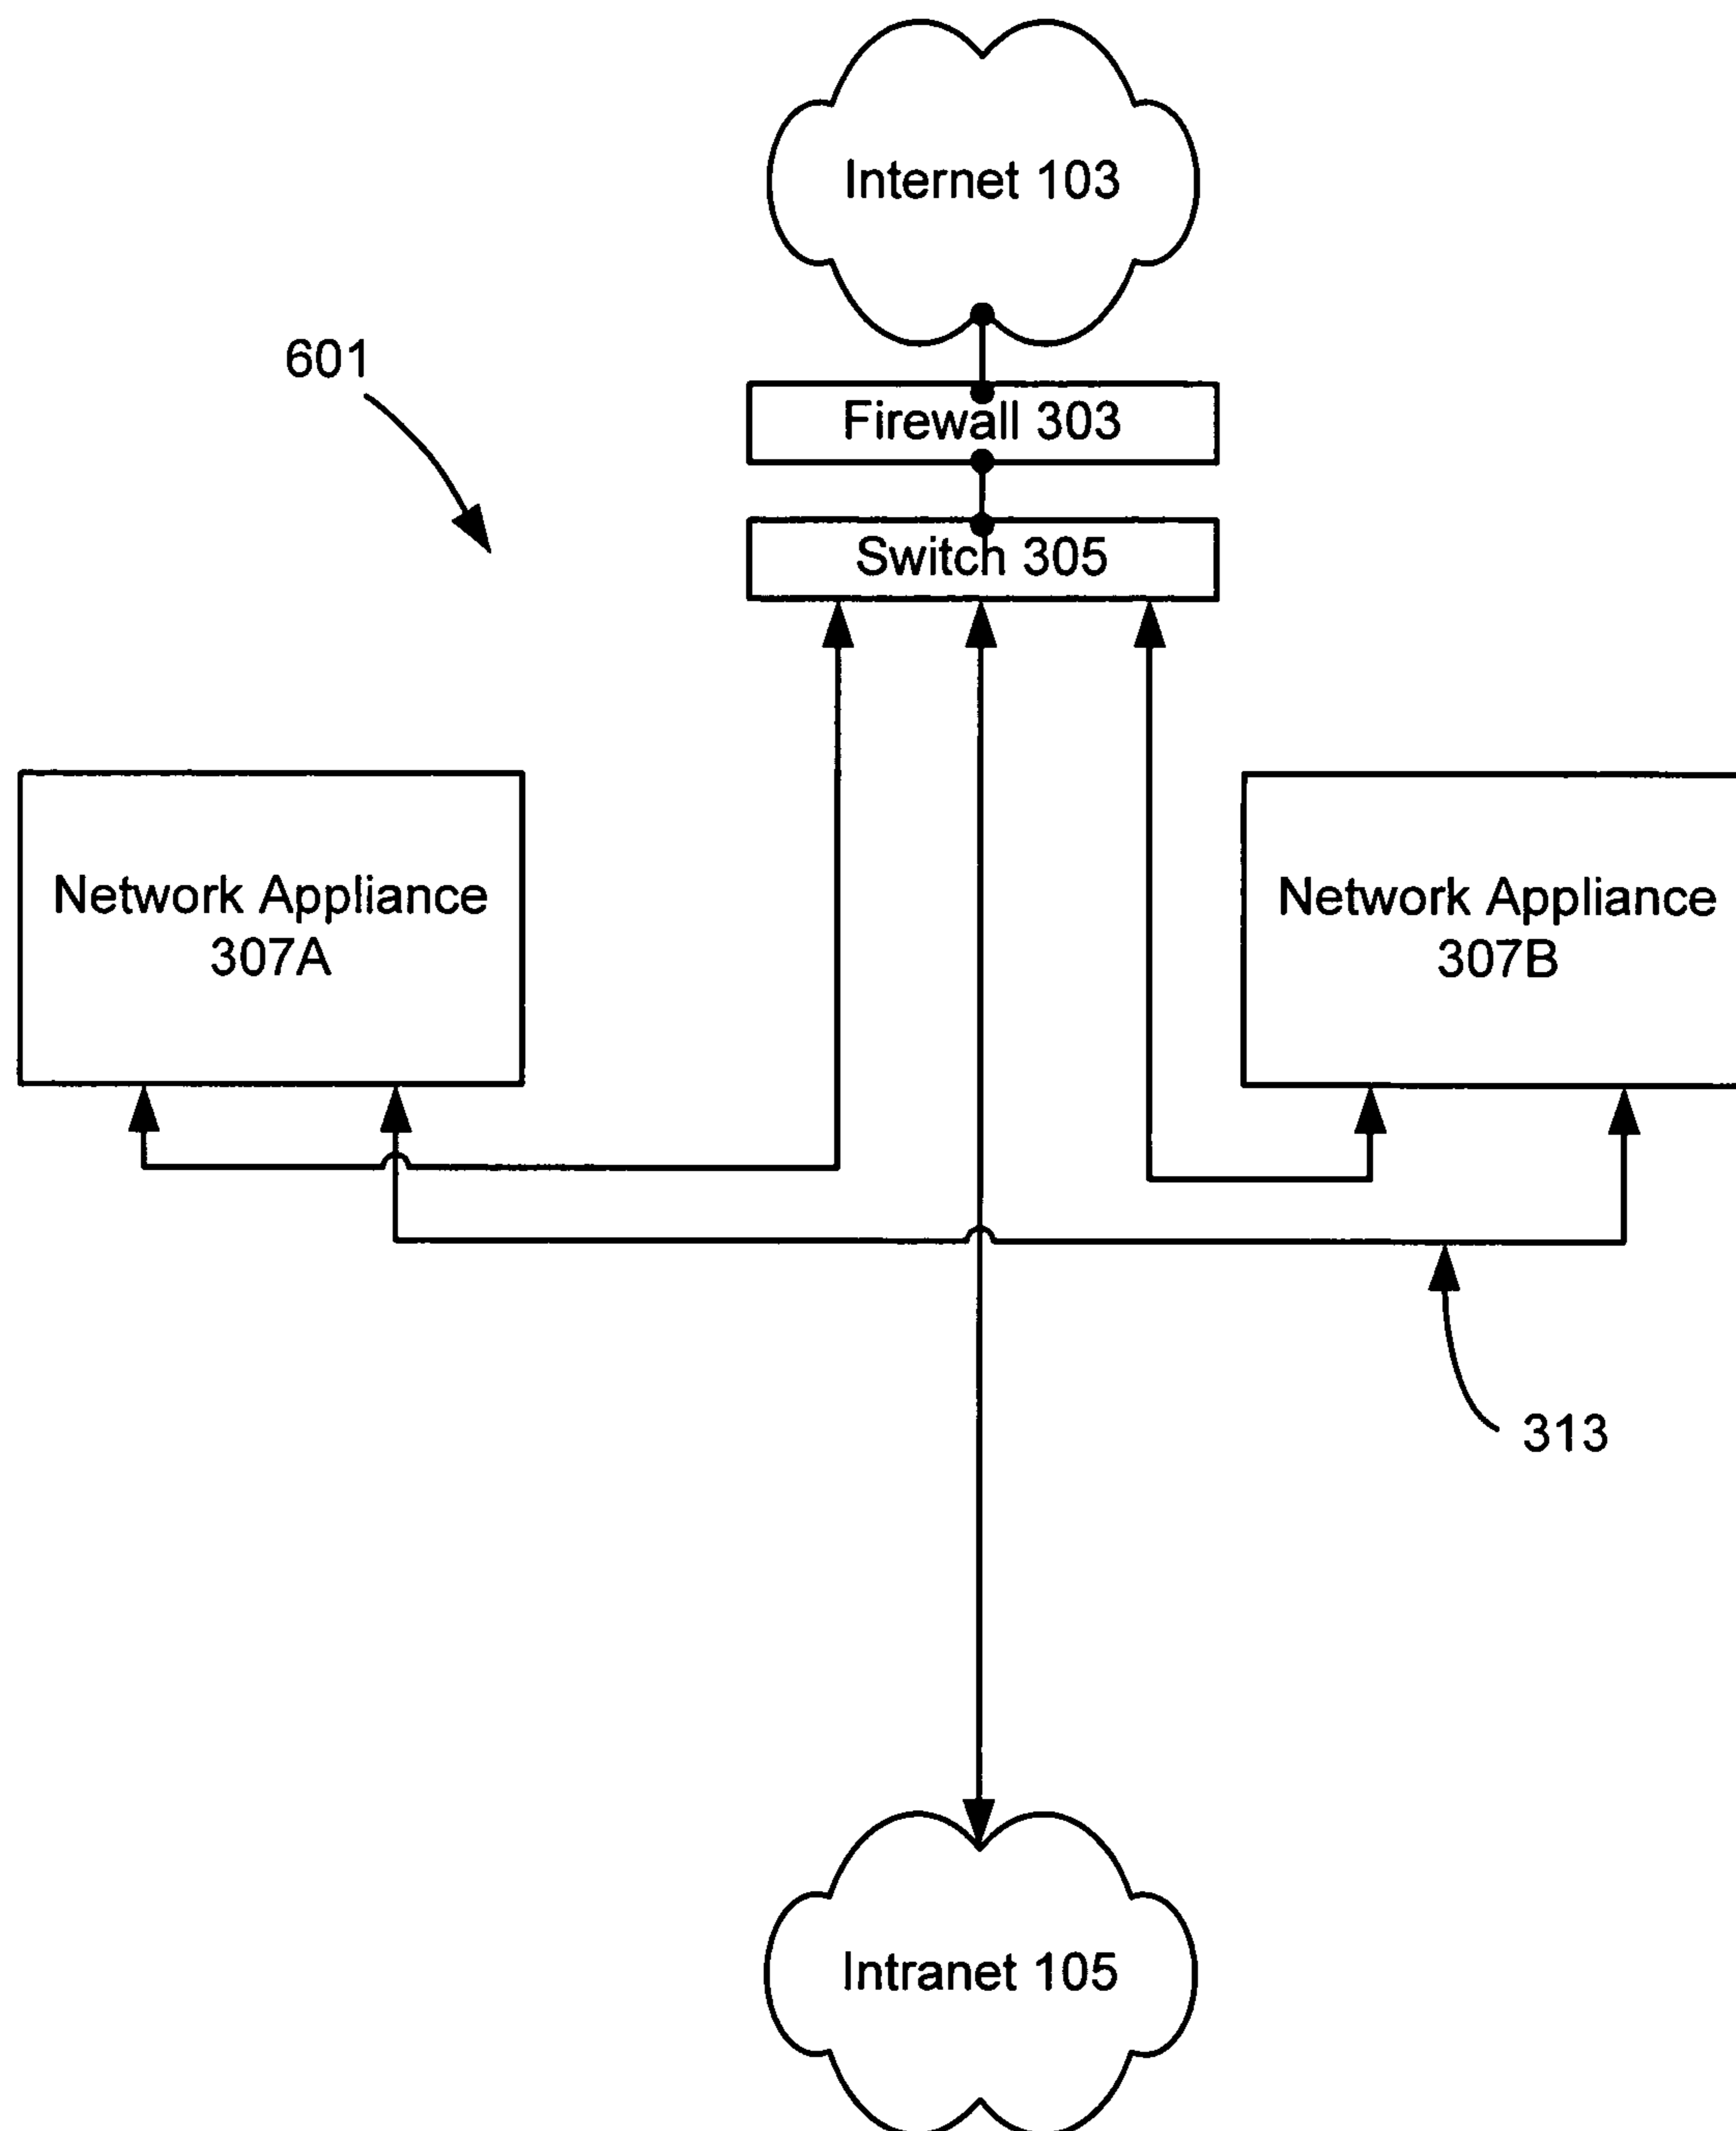 Internet 103
601
Firewall 303
Switch 305
Network Appliance
307A
Network Appliance
307B
313
Intranet 105